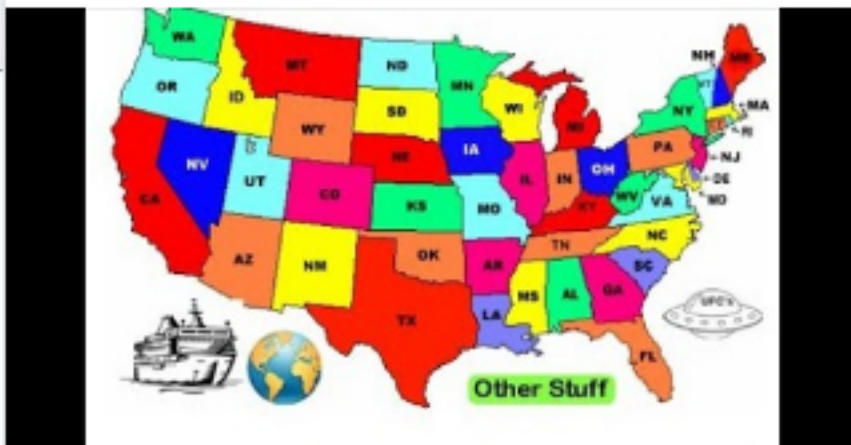 WA
MT
ND
MN
OR
ID
SD
WI
MI
WY
NE
IA
NV
UT
CO
KS
MO
IL
IN
OH
CA
AZ
NM
OK
AR
TX
LA
MS
AL
GA
FL
SC
NC
TN
KY
VA
WV
PA
NY
NH
VT
ME
MA
RI
NJ
DE
MD
Other Stuff